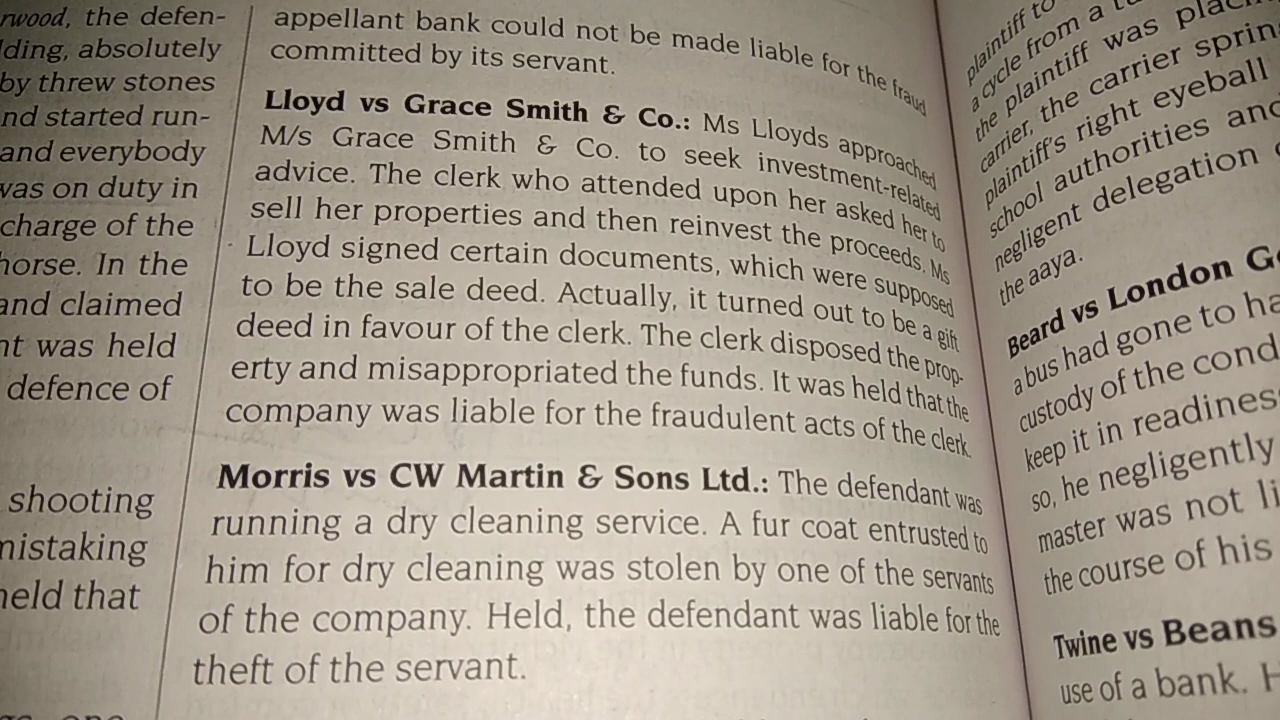 rwood, the defen-
lding, absolutely
by threw stones
nd started run-
and everybody
was on duty in
charge of the
horse. In the
and claimed
nt was held
defence of
shooting
mistaking
held that
appellant bank could not be made liable for the fraud
committed by its servant.
Lloyd vs Grace Smith & Co.: Ms Lloyds approached
M/s Grace Smith & Co. to seek investment-related
advice. The clerk who attended upon her asked her to
sell her properties and then reinvest the proceeds. Ms
Lloyd signed certain documents, which were supposed
to be the sale deed. Actually, it turned out to be a gift
deed in favour of the clerk. The clerk disposed the prop-
erty and misappropriated the funds. It was held that the
company was liable for the fraudulent acts of the clerk.
Morris vs CW Martin & Sons Ltd.: The defendant was
running a dry cleaning service. A fur coat entrusted to
him for dry cleaning was stolen by one of the servants
of the company. Held, the defendant was liable for the
theft of the servant.
plaintiff to
a cycle from a
the plaintiff was
carrier, the carrier
plaintiff's right eyeball
school authorities and
negligent delegation
the aaya.
Beard vs London
a bus had gone to
custody of the
keep it in
so, he negligently
master was not
the course of his
Twine vs Beans
use of a bank.